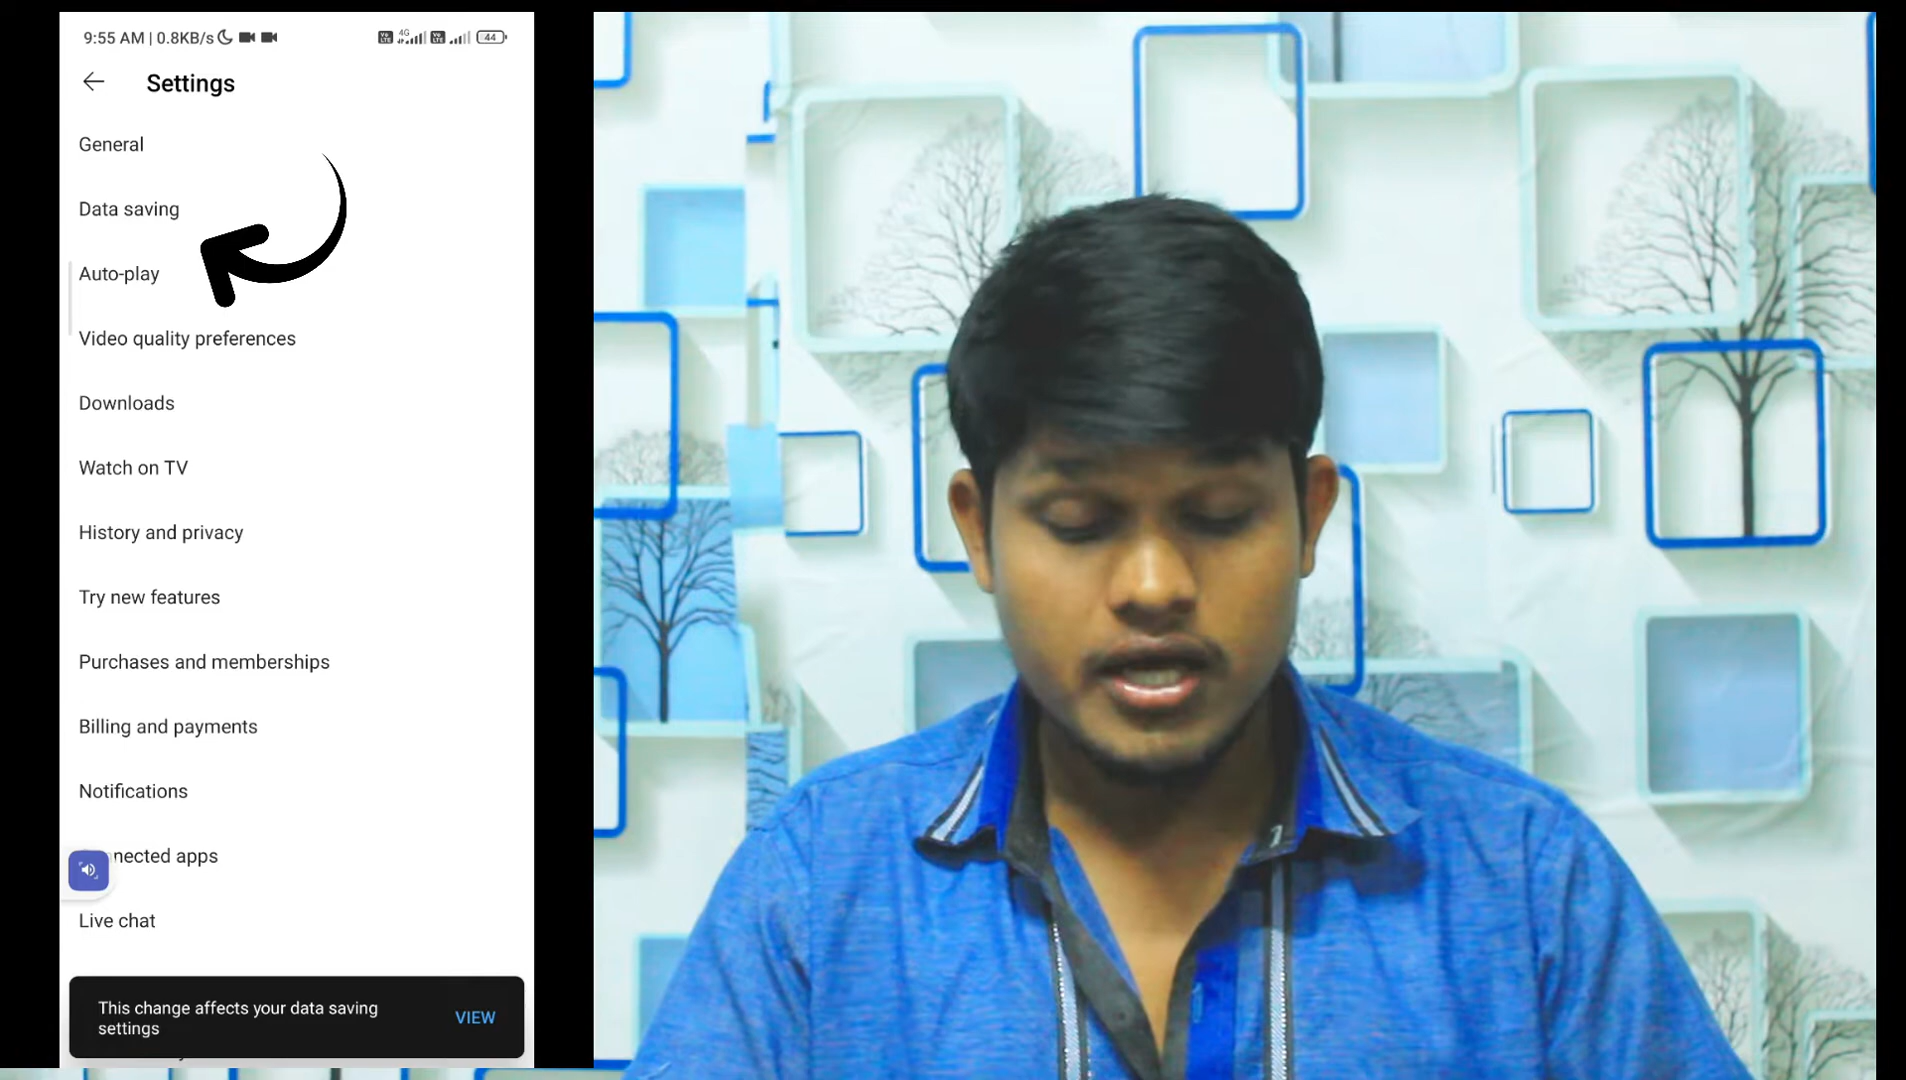 9:55 AM | 0.8KB/s 4G 44
Settings
General
Data saving
Auto-play
Video quality preferences
Downloads
Watch on TV
History and privacy
Try new features
Purchases and memberships
Billing and payments
Notifications
nected apps
Live chat
This change affects your data saving
settings
VIEW